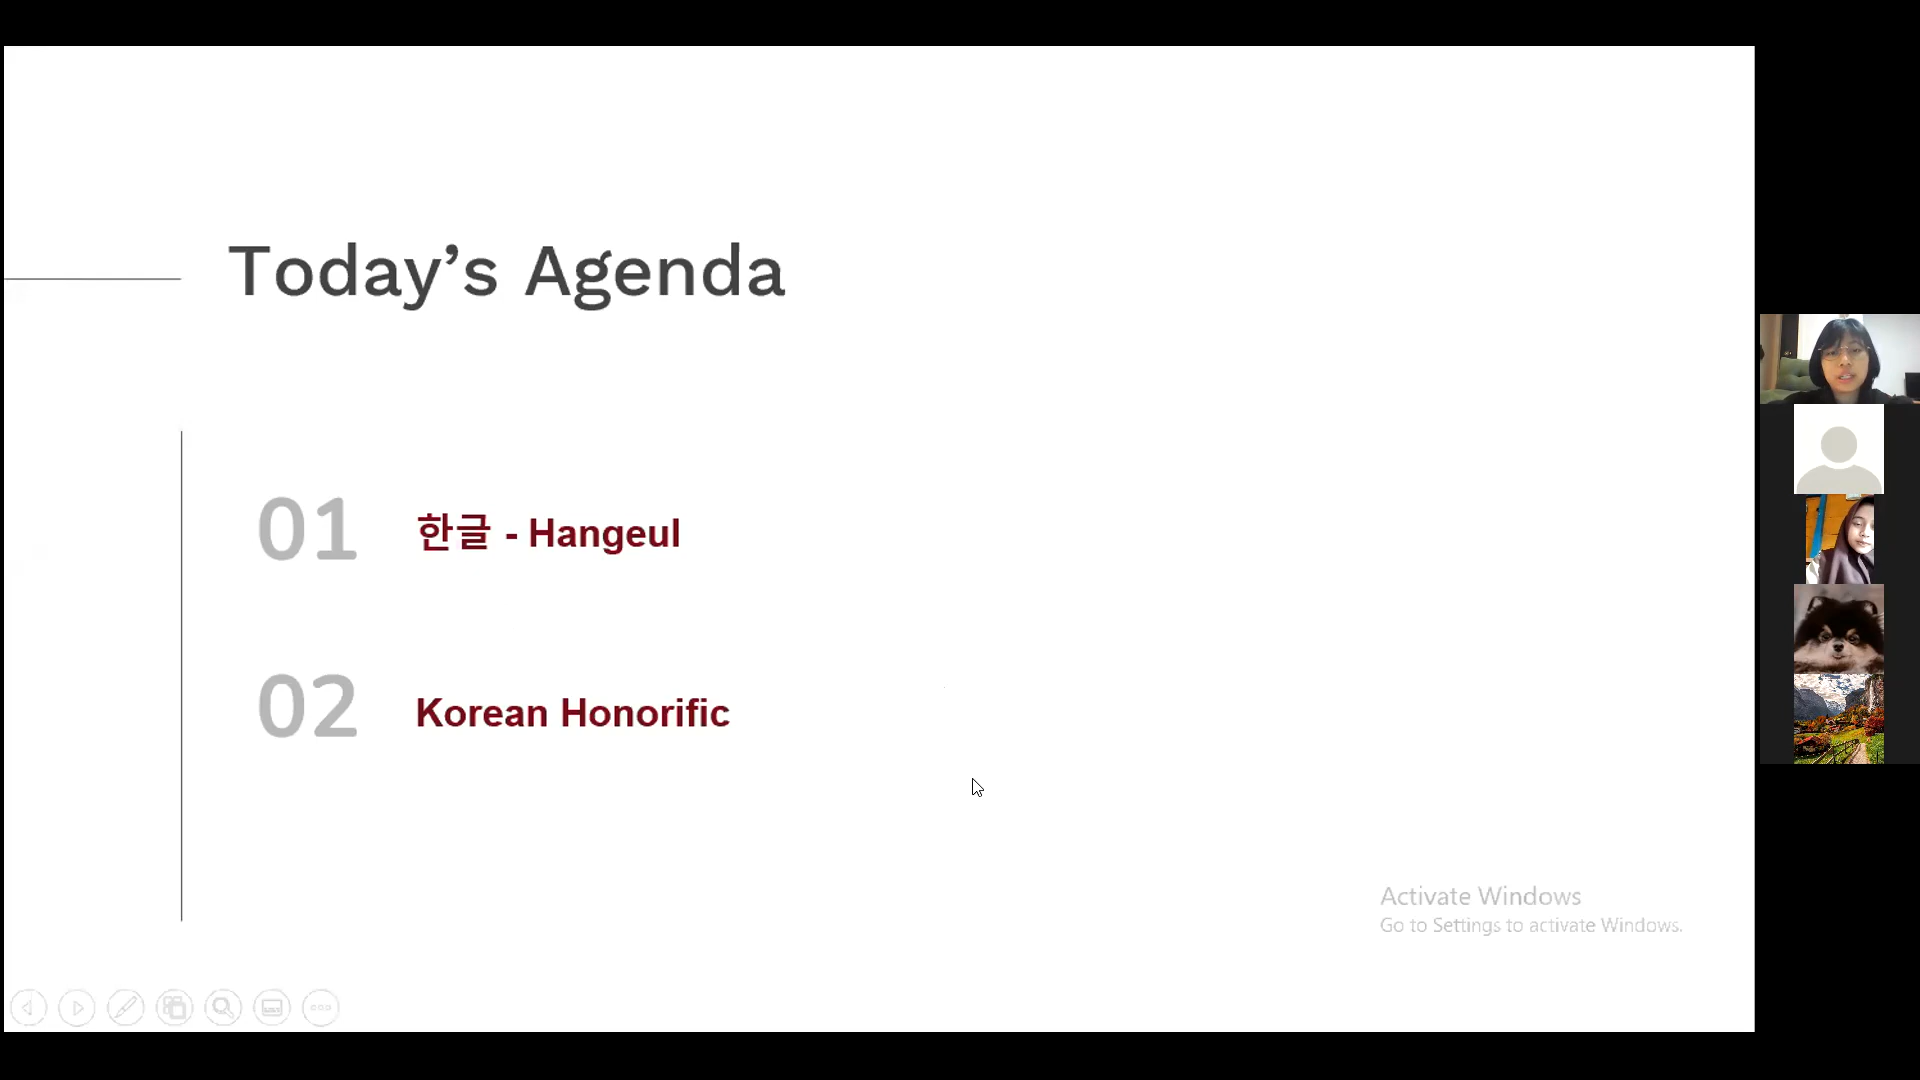 Today’s Agenda
01 한글 - Hangeul
02 Korean Honorific
Activate Windows
Go to Settings to activate Windows.